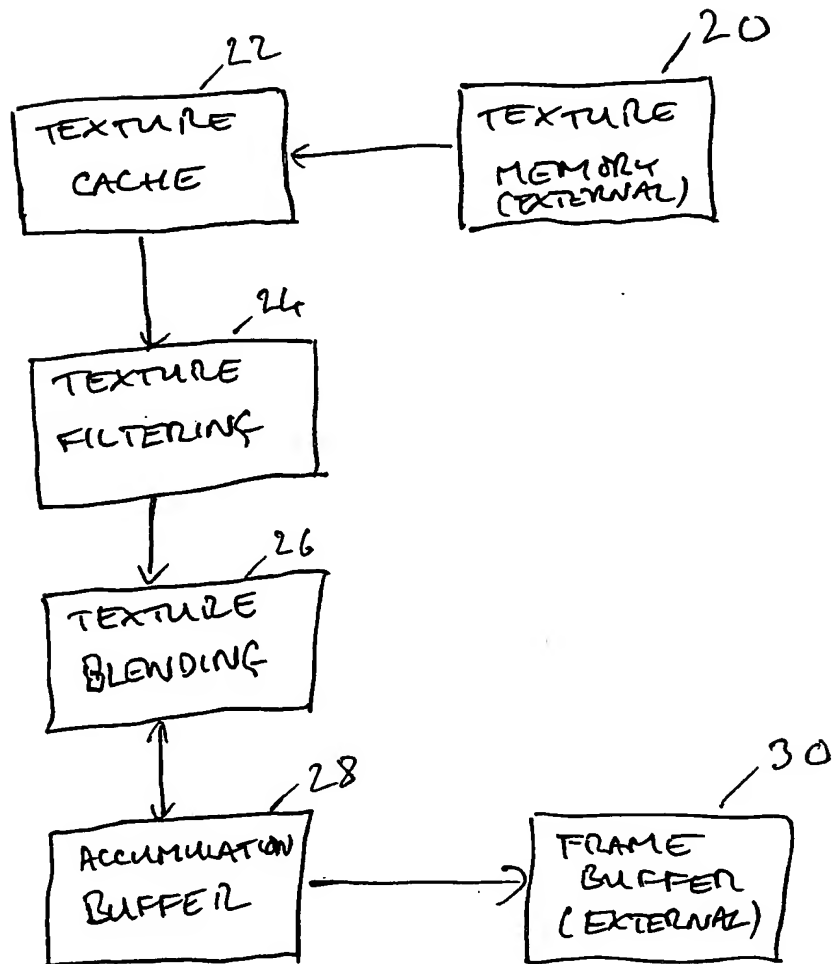 22
TEXTURE
CACHE
20
TEXTURE
MEMORY
(EXTERNAL)
24
TEXTURE
FILTERING
26
TEXTURE
BLENDING
28
ACCUMULATION
BUFFER
30
FRAME
BUFFER
(EXTERNAL)